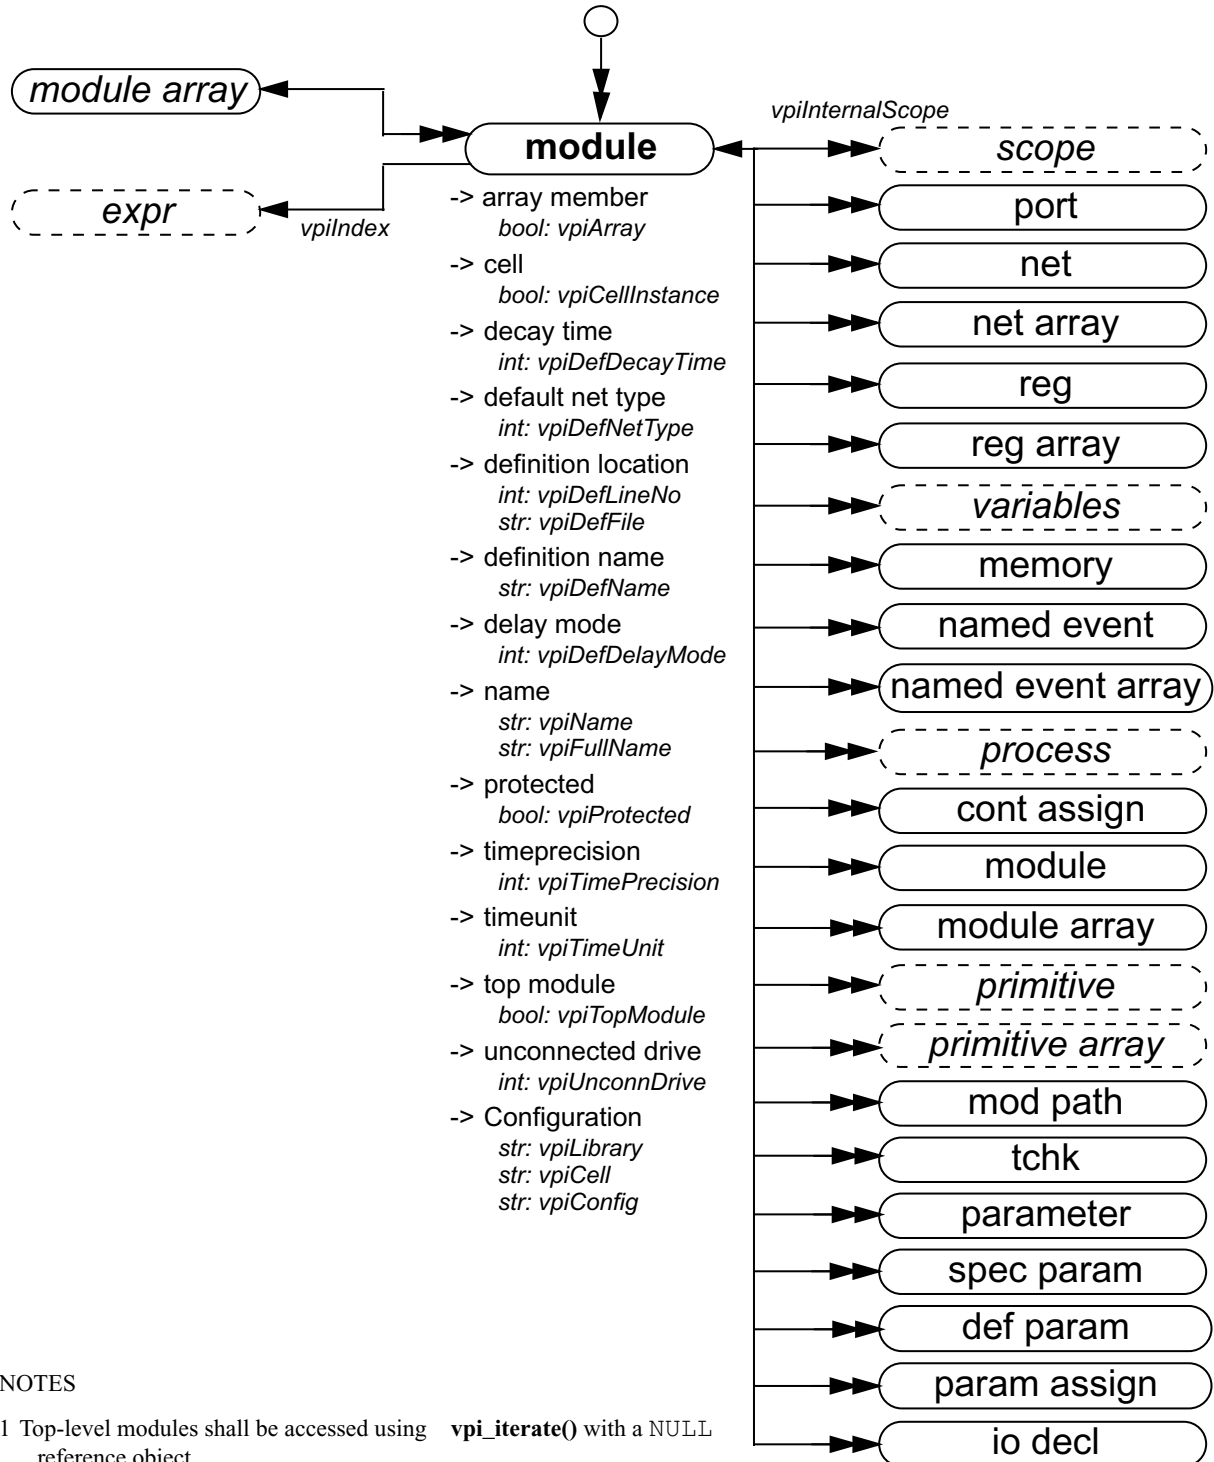 module array
expr
vpiIndex
module
-> array member
bool: vpiArray
-> cell
bool: vpiCellInstance
-> decay time
int: vpiDefDecayTime
-> default net type
int: vpiDefNetType
-> definition location
int: vpiDefLineNo
str: vpiDefFile
-> definition name
str: vpiDefName
-> delay mode
int: vpiDefDelayMode
-> name
str: vpiName
str: vpiFullName
-> protected
bool: vpiProtected
-> timeprecision
int: vpiTimePrecision
-> timeunit
int: vpiTimeUnit
-> top module
bool: vpiTopModule
-> unconnected drive
int: vpiUnconnDrive
-> Configuration
str: vpiLibrary
str: vpiCell
str: vpiConfig
vpiInternalScope
scope
port
net
net array
reg
reg array
variables
memory
named event
named event array
process
cont assign
module
module array
primitive
primitive array
mod path
tchk
parameter
spec param
def param
param assign
io decl
NOTES
1 Top-level modules shall be accessed using vpi_iterate() with a NULL
reference object